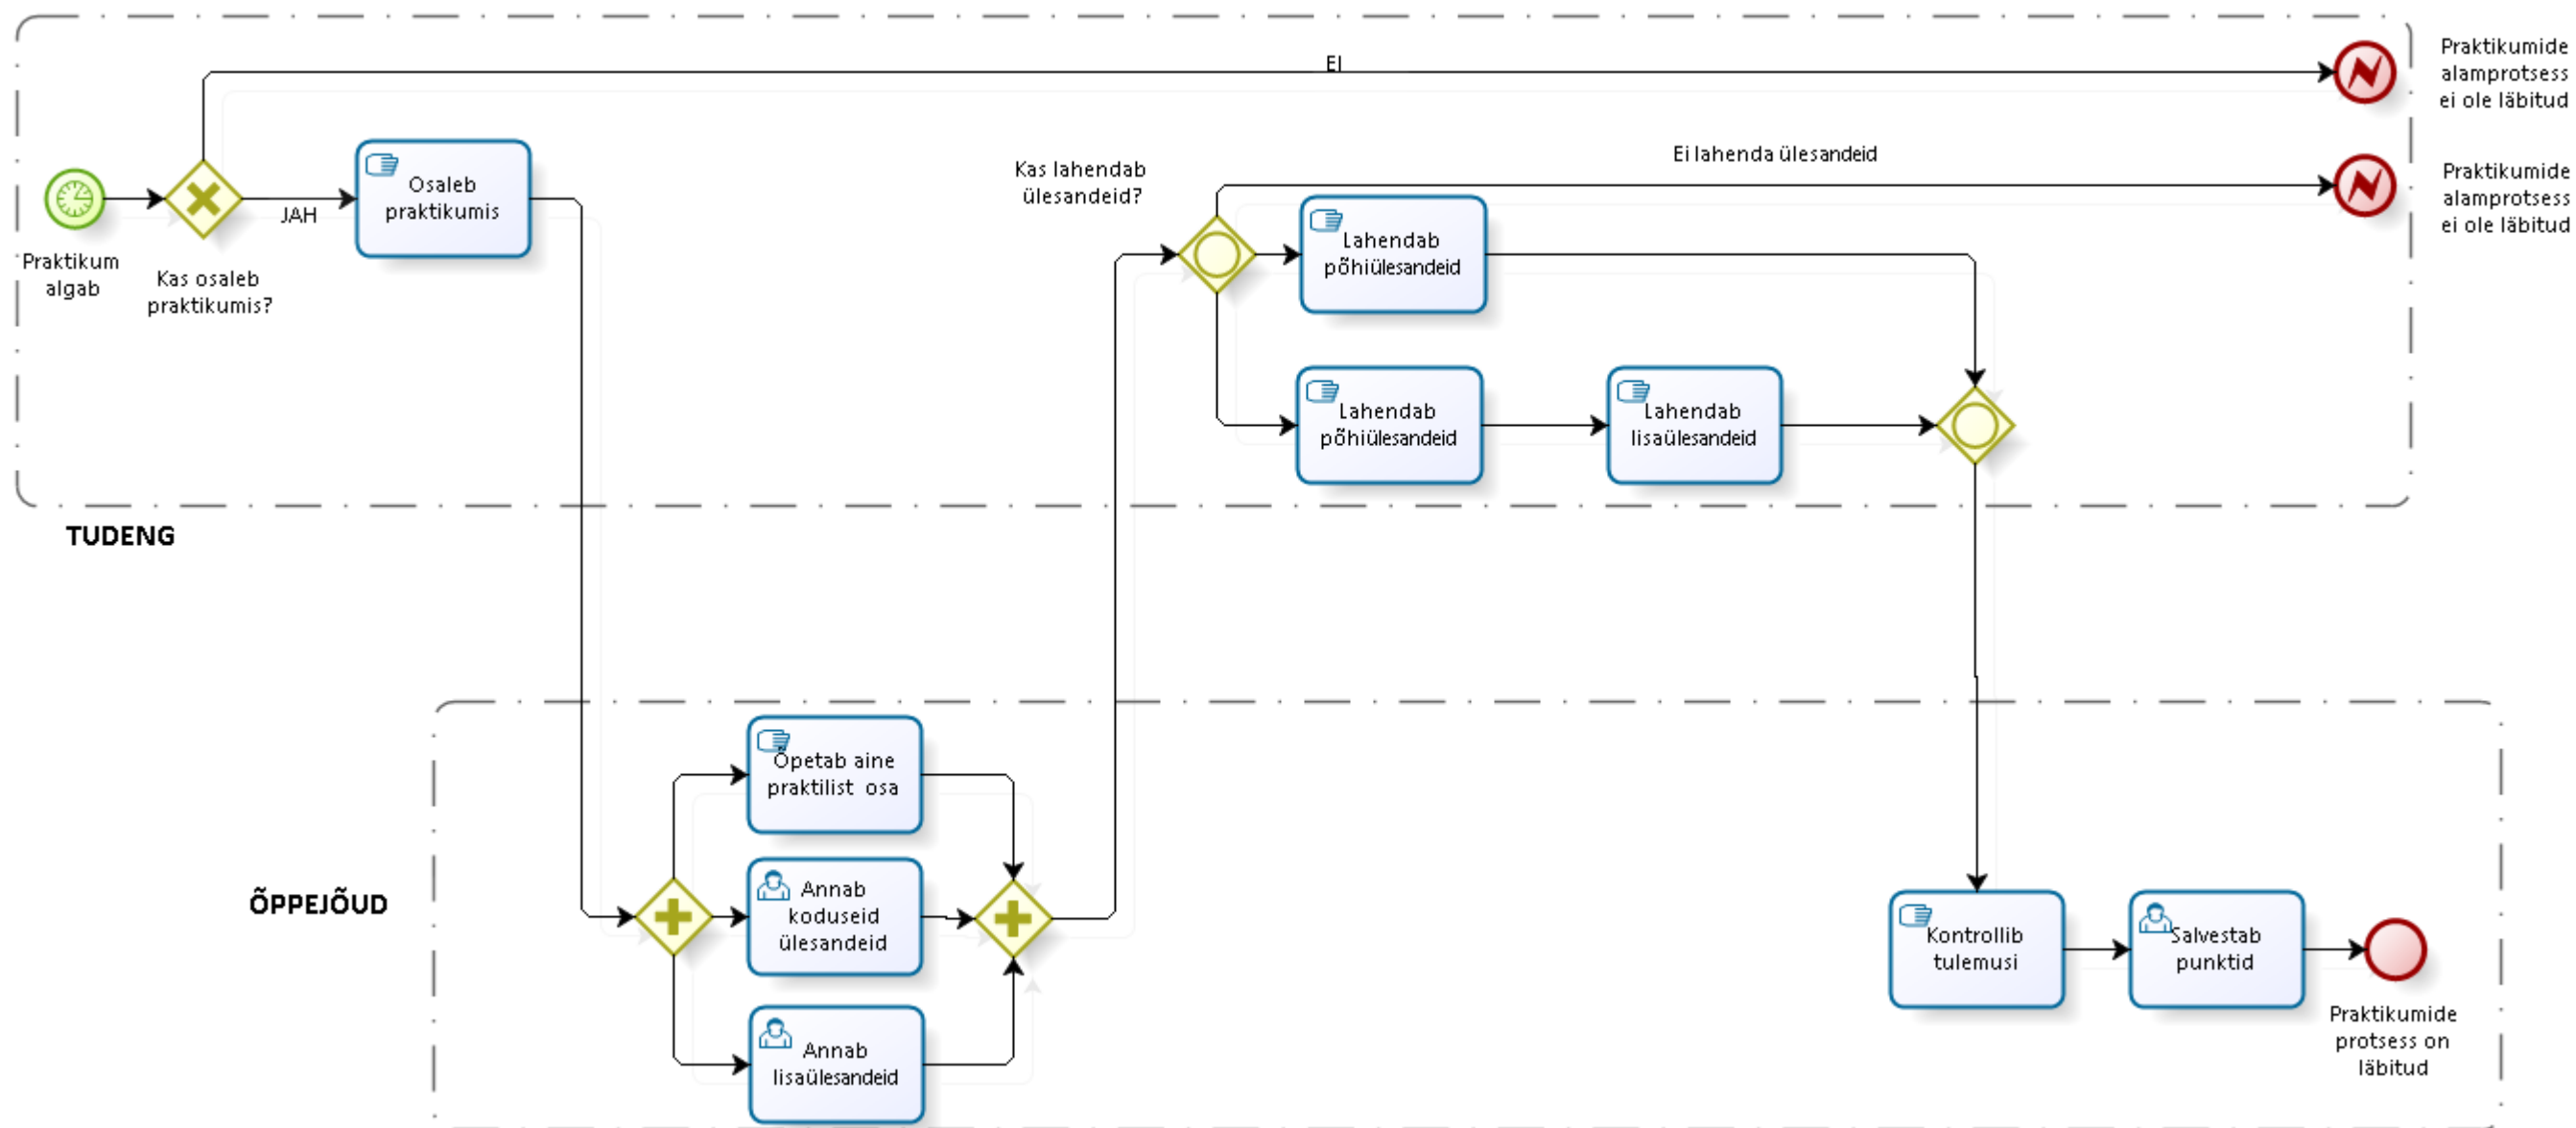 EI
Praktikumide
alamprotsess
ei ole läbitud
Kas lahendab
ülesandeid?
Ei lahenda ülesandeid
Praktikumide
alamprotsess
ei ole läbitud
Osaleb
praktikumis
JAH
Praktikum
algab
Kas osaleb
praktikumis?
Lahendab
põhiülesandeid
Lahendab
põhiülesandeid
Lahendab
lisaülesandeid
TUDENG
Õpetab aine
praktilist osa
ÕPPEJÕUD
Annab
koduseid
ülesandeid
Annab
lisaülesandeid
Kontrollib
tulemusi
Salvestab
punktid
Praktikumide
protsess on
läbitud